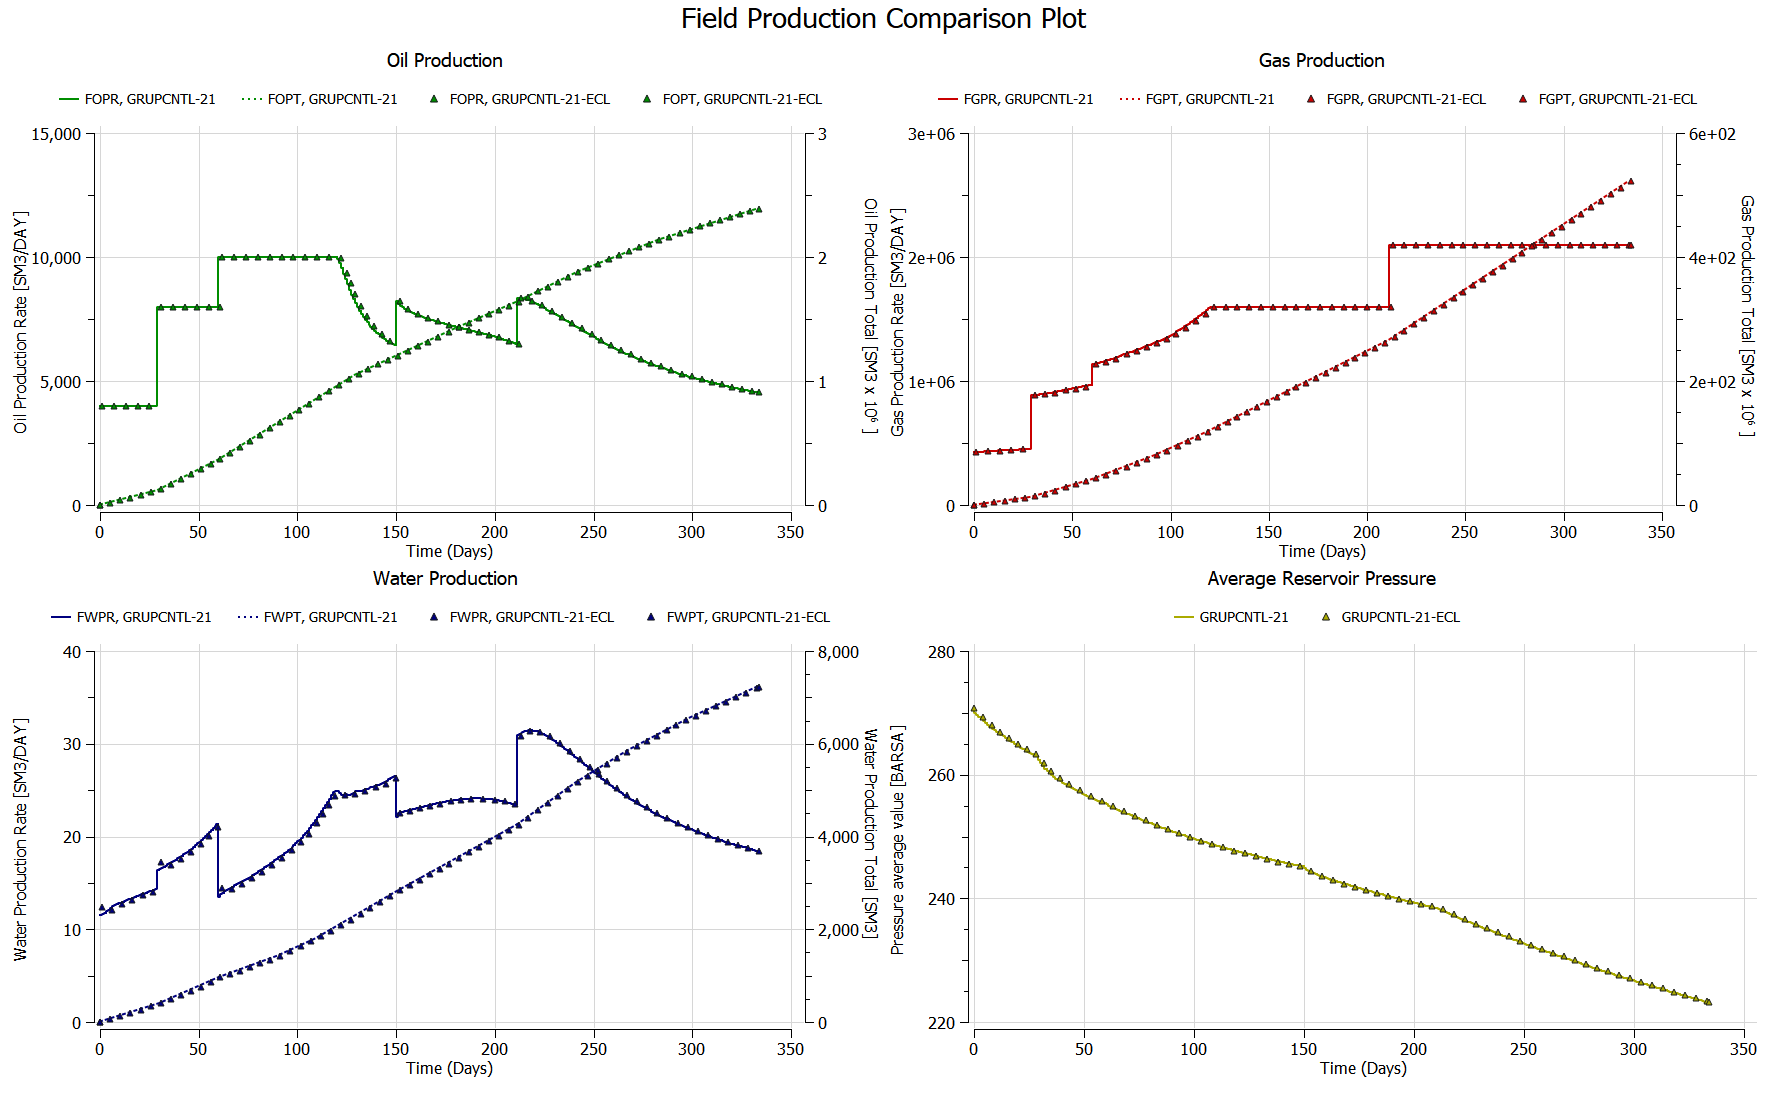 Field Production Comparison Plot
Oil Production
FOPR, GRUPCNTL-21
FOPT, GRUPCNTL-21
FOPR, GRUPCNTL-21-ECL
FOPT, GRUPCNTL-21-ECL
15,000
10,000
5,000
0
3
2
1
0
Oil Production Rate [SM3/DAY]
Oil Production Total [SM3 x 10⁶ ]
0 50 100 150 200 250 300 350
Time (Days)
Gas Production
FGPR, GRUPCNTL-21
FGPT, GRUPCNTL-21
FGPR, GRUPCNTL-21-ECL
FGPT, GRUPCNTL-21-ECL
3e+06
2e+06
1e+06
0
6e+02
4e+02
2e+02
0
Gas Production Rate [SM3/DAY]
Gas Production Total [SM3 x 10⁶ ]
0 50 100 150 200 250 300 350
Time (Days)
Water Production
FWPR, GRUPCNTL-21
FWPT, GRUPCNTL-21
FWPR, GRUPCNTL-21-ECL
FWPT, GRUPCNTL-21-ECL
40
30
20
10
0
8,000
6,000
4,000
2,000
0
Water Production Rate [SM3/DAY]
Water Production Total [SM3]
0 50 100 150 200 250 300 350
Time (Days)
Average Reservoir Pressure
GRUPCNTL-21
GRUPCNTL-21-ECL
280
260
240
220
Pressure average value [BARSA]
0 50 100 150 200 250 300 350
Time (Days)